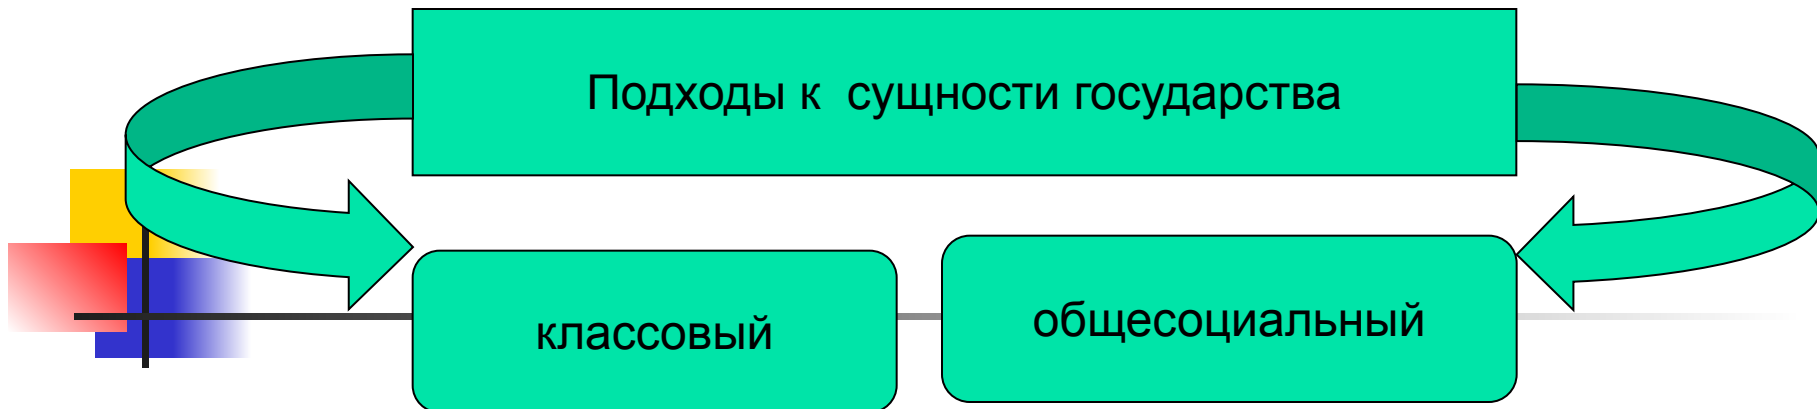 Подходы к сущности государства
классовый
общесоциальный